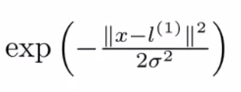 exp(−‖x−l⁽¹⁾‖² / 2σ²)